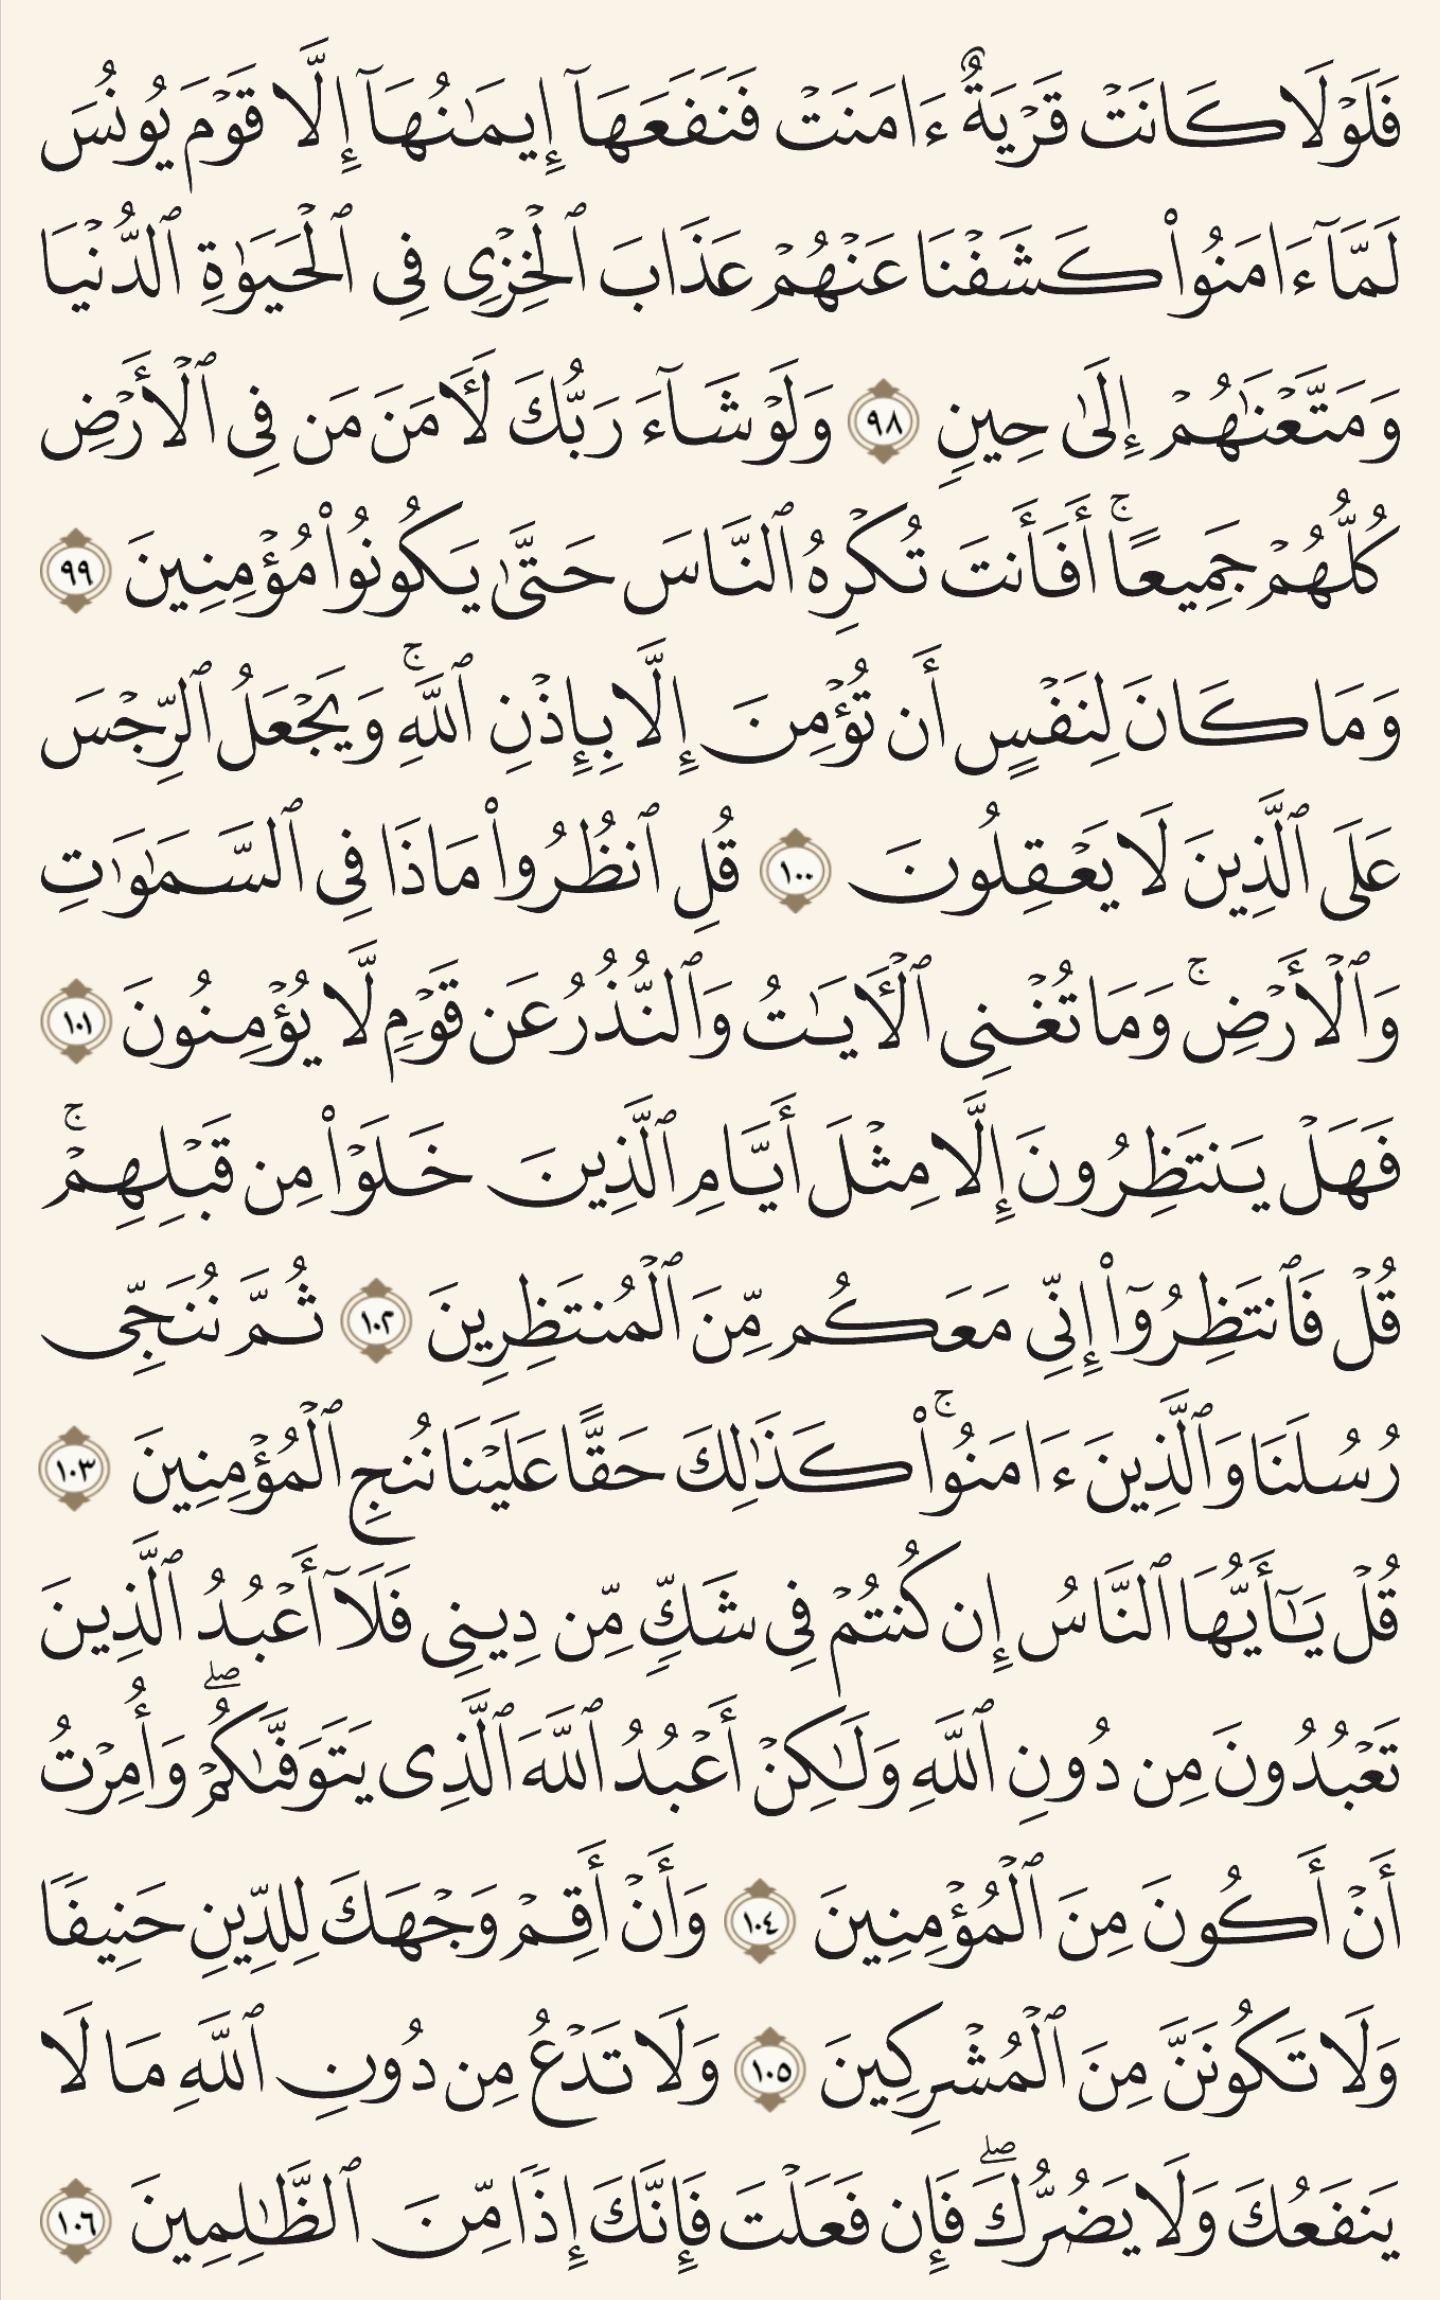 فَلَوْلَا كَانَتْ قَرْيَةٌ ءَامَنَتْ فَنَفَعَهَآ إِيمَـٰنُهَآ إِلَّا قَوْمَ يُونُسَ
لَمَّآ ءَامَنُوا۟ كَشَفْنَا عَنْهُمْ عَذَابَ ٱلْخِزْىِ فِى ٱلْحَيَوٰةِ ٱلدُّنْيَا
وَمَتَّعْنَـٰهُمْ إِلَىٰ حِينٍ ٩٨ وَلَوْ شَآءَ رَبُّكَ لَـَٔامَنَ مَن فِى ٱلْأَرْضِ
كُلُّهُمْ جَمِيعًا ۚ أَفَأَنتَ تُكْرِهُ ٱلنَّاسَ حَتَّىٰ يَكُونُوا۟ مُؤْمِنِينَ ٩٩
وَمَا كَانَ لِنَفْسٍ أَن تُؤْمِنَ إِلَّا بِإِذْنِ ٱللَّهِ ۚ وَيَجْعَلُ ٱلرِّجْسَ
عَلَى ٱلَّذِينَ لَا يَعْقِلُونَ ١٠٠ قُلِ ٱنظُرُوا۟ مَاذَا فِى ٱلسَّمَـٰوَٰتِ
وَٱلْأَرْضِ ۚ وَمَا تُغْنِى ٱلْـَٔايَـٰتُ وَٱلنُّذُرُ عَن قَوْمٍ لَّا يُؤْمِنُونَ ١٠١
فَهَلْ يَنتَظِرُونَ إِلَّا مِثْلَ أَيَّامِ ٱلَّذِينَ خَلَوْا۟ مِن قَبْلِهِمْ ۚ
قُلْ فَٱنتَظِرُوٓا۟ إِنِّى مَعَكُم مِّنَ ٱلْمُنتَظِرِينَ ١٠٢ ثُمَّ نُنَجِّى
رُسُلَنَا وَٱلَّذِينَ ءَامَنُوا۟ ۚ كَذَٰلِكَ حَقًّا عَلَيْنَا نُنجِ ٱلْمُؤْمِنِينَ ١٠٣
قُلْ يَـٰٓأَيُّهَا ٱلنَّاسُ إِن كُنتُمْ فِى شَكٍّ مِّن دِينِى فَلَآ أَعْبُدُ ٱلَّذِينَ
تَعْبُدُونَ مِن دُونِ ٱللَّهِ وَلَـٰكِنْ أَعْبُدُ ٱللَّهَ ٱلَّذِى يَتَوَفَّىٰكُمْ ۖ وَأُمِرْتُ
أَنْ أَكُونَ مِنَ ٱلْمُؤْمِنِينَ ١٠٤ وَأَنْ أَقِمْ وَجْهَكَ لِلدِّينِ حَنِيفًا
وَلَا تَكُونَنَّ مِنَ ٱلْمُشْرِكِينَ ١٠٥ وَلَا تَدْعُ مِن دُونِ ٱللَّهِ مَا لَا
يَنفَعُكَ وَلَا يَضُرُّكَ ۖ فَإِن فَعَلْتَ فَإِنَّكَ إِذًا مِّنَ ٱلظَّـٰلِمِينَ ١٠٦